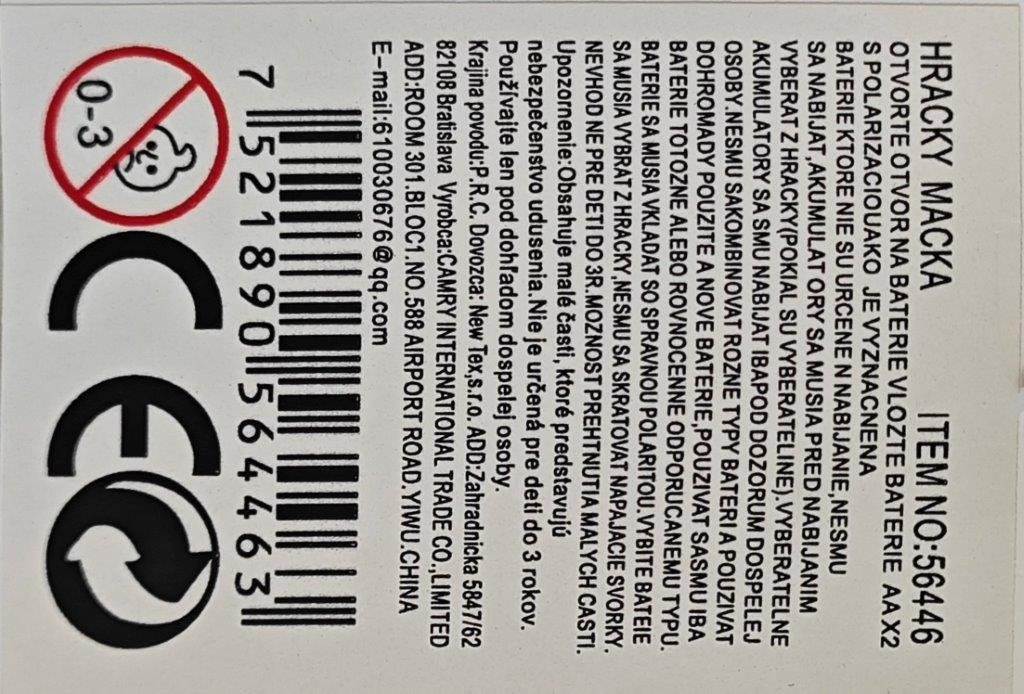 HRACKY MACKA ITEM NO:56446
OTVORTE OTVOR NA BATERIE VLOZTE BATERIE AA X2
S POLARIZACIOUAKO JE VYZNACNENA
BATERIE KTORE NIE SU URCENE N NABIJANIE,NESMU
SA NABIJAT,AKUMULAT ORY SA MUSIA PRED NABIJANIM
VYBERAT Z HRACKY(POKIAL SU VYBERATELINE).VYBERATELNE
AKUMULATORY SA SMU NABIJAT IBAPOD DOZORUM DOSPELEJ
OSOBY.NESMU SAKOMBINOVAT ROZNE TYPY BATERI A POUZIVAT
DOHROMADY POUZITE A NOVE BATERIE,POUZIVAT SASMU IBA
BATERIE TOTOZNE ALEBO ROVNOCENNE ODPORUCANEMU TYPU.
BATERIE SA MUSIA VKLADAT SO SPRAVNOU POLARITOU.VYBITE BATEIE
SA MUSIA VYBRAT Z HRACKY,NESMU SA SKRATOVAT NAPAJACIE SVORKY.
NEVHOD NE PRE DETI DO 3R.MOZNOST PREHTNUTIA MALYCH CASTI.
Upozornenie:Obsahuje malé časti, ktoré predstavujú
nebezpečenstvo udusenia.Nie je určená pre deti do 3 rokov.
Používajte len pod dohľadom dospelej osoby.
Krajina povodu:P.R.C. Dovozca: New Tex,s.r.o. ADD:Zahradnicka 5847/62
82108 Bratislava Vyrobca:CAMRY INTERNATIONAL TRADE CO.,LIMITED
ADD:ROOM 301.BLOC1.NO.588 AIRPORT ROAD.YIWU.CHINA
E-mail:610030676@qq.com
7 521890 564463
0-3
CE